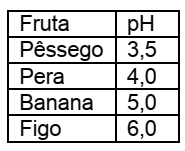 Fruta pH
Pêssego 3,5
Pera 4,0
Banana 5,0
Figo 6,0